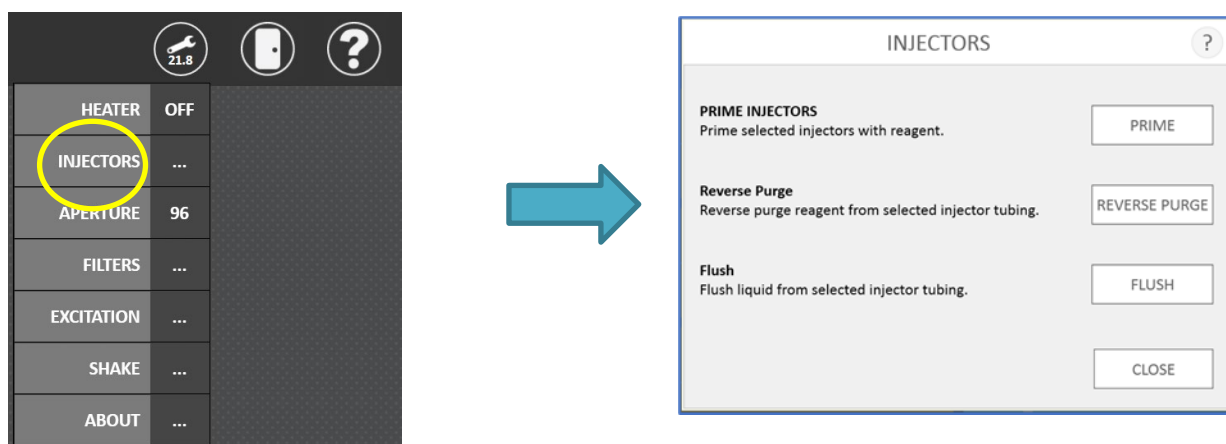 21.8
?
HEATER OFF
INJECTORS ...
APERTURE 96
FILTERS ...
EXCITATION ...
SHAKE ...
ABOUT ...
INJECTORS ?
PRIME INJECTORS
Prime selected injectors with reagent.
PRIME
Reverse Purge
Reverse purge reagent from selected injector tubing.
REVERSE PURGE
Flush
Flush liquid from selected injector tubing.
FLUSH
CLOSE